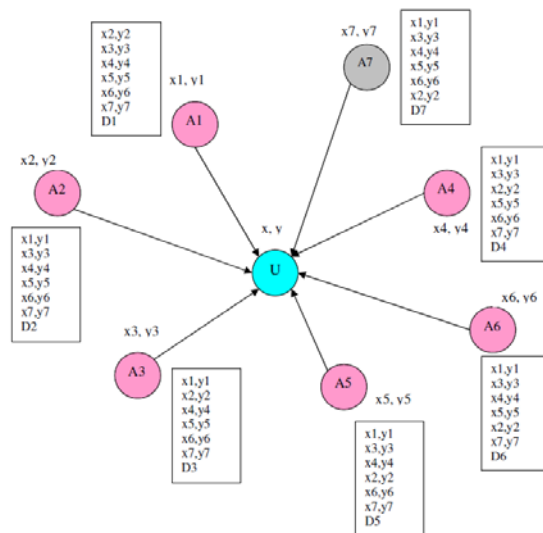 x2,y2
x3,y3
x4,y4
x5,y5
x6,y6
x7,y7
D1
x1, y1
A1
x7, y7
A7
x1,y1
x3,y3
x4,y4
x5,y5
x6,y6
x2,y2
D7
x2, y2
A2
x1,y1
x3,y3
x4,y4
x5,y5
x6,y6
x7,y7
D2
A4
x4, y4
x1,y1
x3,y3
x2,y2
x5,y5
x6,y6
x7,y7
D4
x, y
U
x3, y3
A3
x1,y1
x2,y2
x4,y4
x5,y5
x6,y6
x7,y7
D3
A5
x5, y5
x1,y1
x3,y3
x4,y4
x2,y2
x6,y6
x7,y7
D5
x6, y6
A6
x1,y1
x3,y3
x4,y4
x5,y5
x2,y2
x7,y7
D6